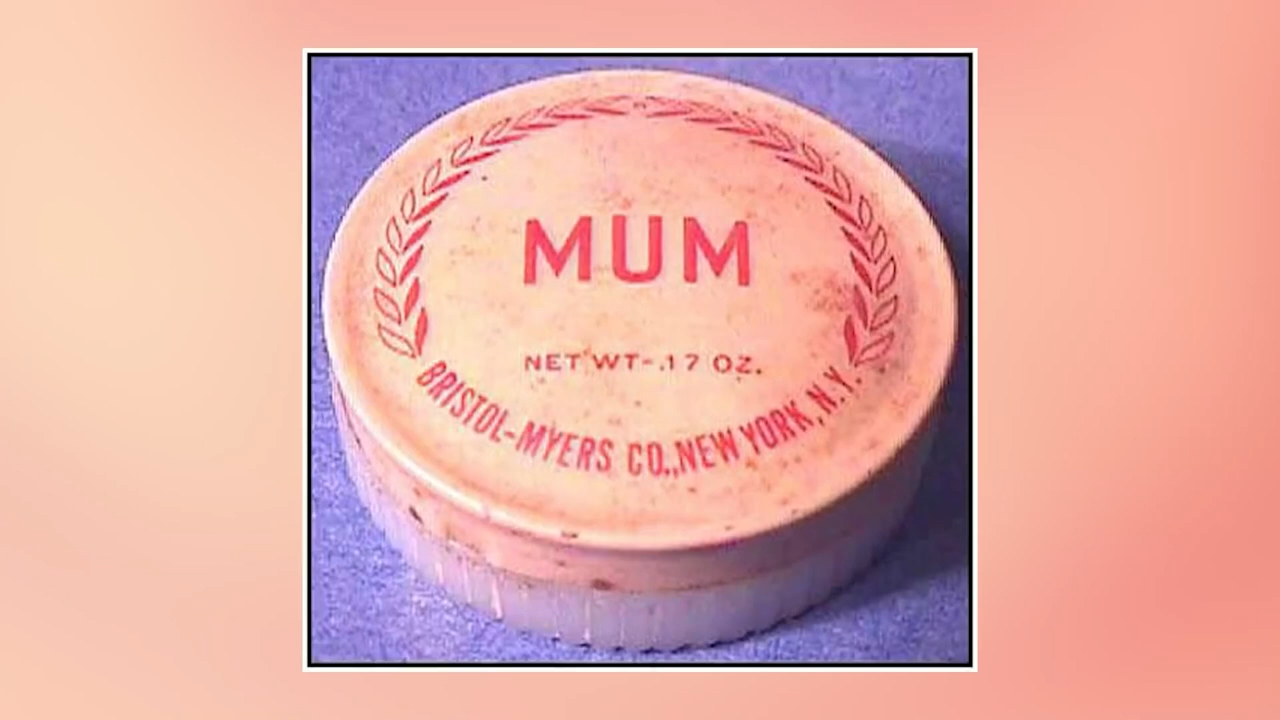 MUM
NET WT-.17 OZ.
BRISTOL-MYERS CO., NEW YORK, N.Y.